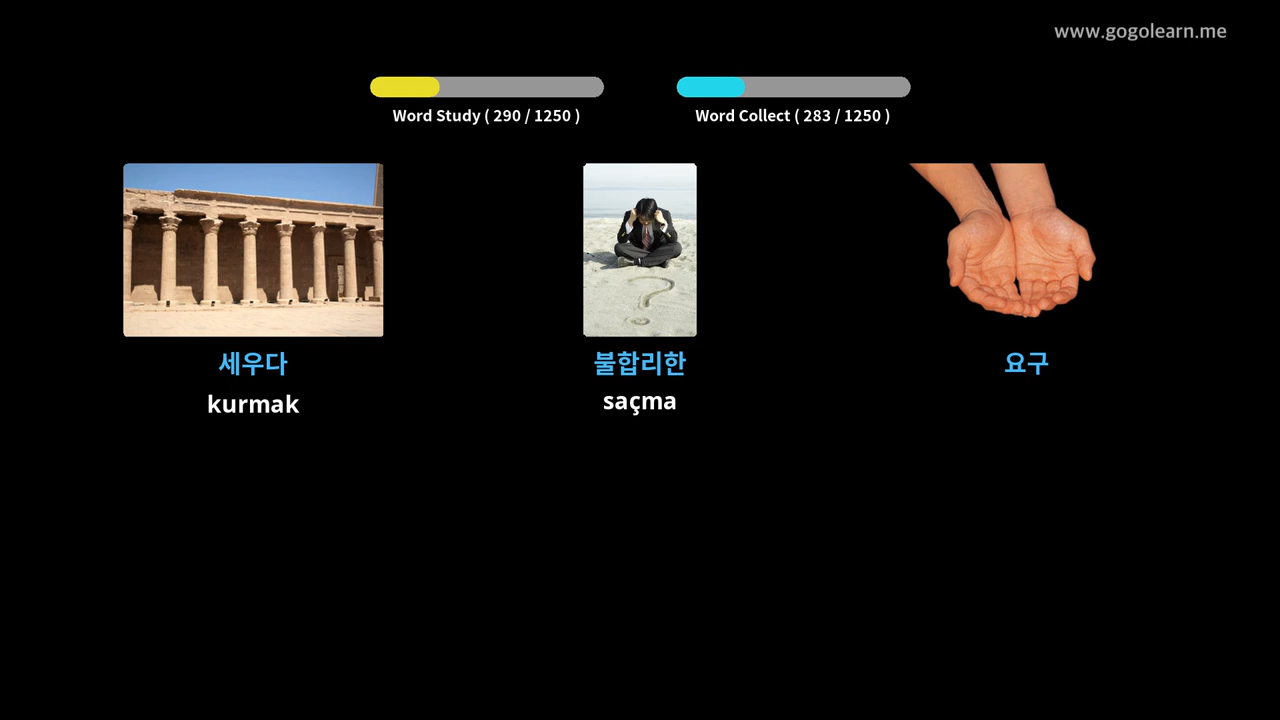 www.gogolearn.me
Word Study ( 290 / 1250 )
Word Collect ( 283 / 1250 )
세우다
불합리한
요구
kurmak
saçma